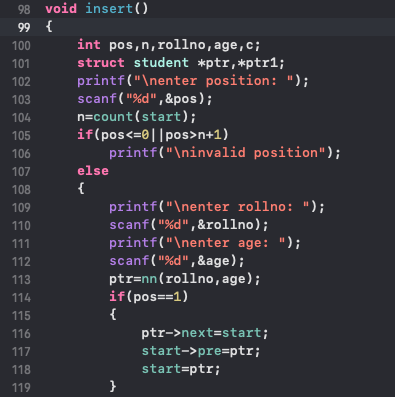 98 void insert()
99 {
100     int pos,n,rollno,age,c;
101     struct student *ptr,*ptr1;
102     printf("\nenter position: ");
103     scanf("%d",&pos);
104     n=count(start);
105     if(pos<=0||pos>n+1)
106         printf("\ninvalid position");
107     else
108     {
109         printf("\nenter rollno: ");
110         scanf("%d",&rollno);
111         printf("\nenter age: ");
112         scanf("%d",&age);
113         ptr=nn(rollno,age);
114         if(pos==1)
115         {
116             ptr->next=start;
117             start->pre=ptr;
118             start=ptr;
119         }